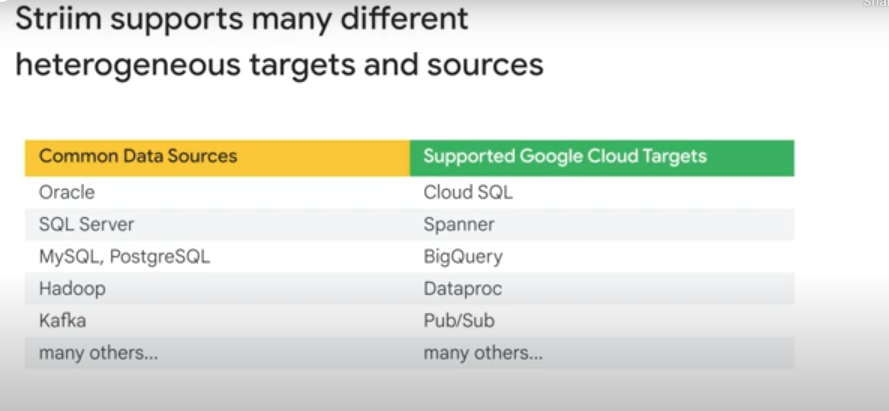 Striim supports many different
heterogeneous targets and sources
Common Data Sources Supported Google Cloud Targets
Oracle Cloud SQL
SQL Server Spanner
MySQL, PostgreSQL BigQuery
Hadoop Dataproc
Kafka Pub/Sub
many others... many others...